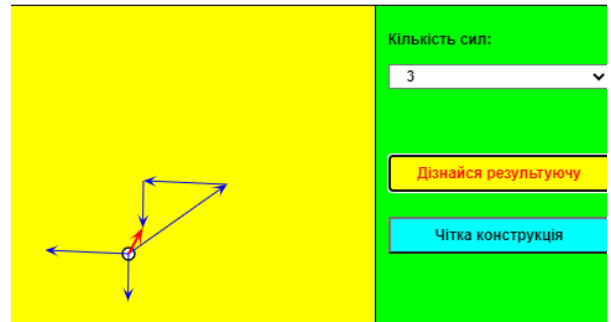 Кількість сил:
3
Дізнайся результуючу
Чітка конструкція